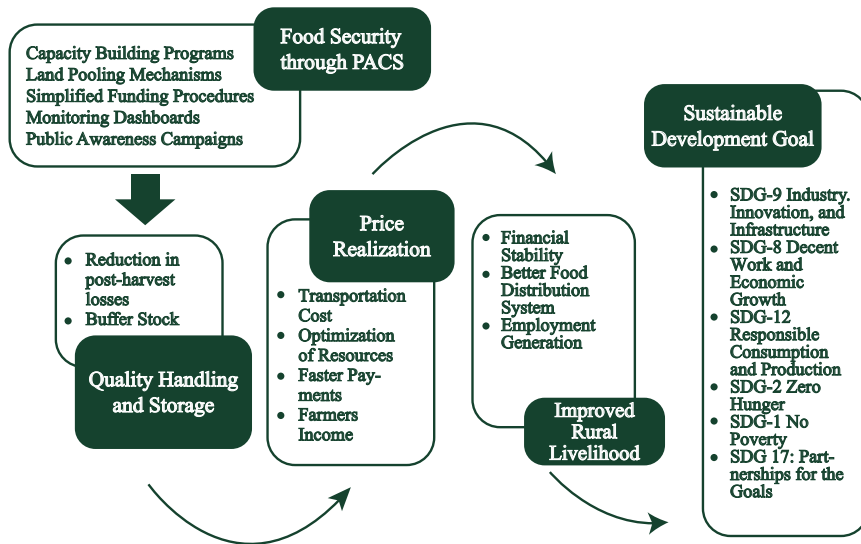 Food Security
through PACS
Capacity Building Programs
Land Pooling Mechanisms
Simplified Funding Procedures
Monitoring Dashboards
Public Awareness Campaigns
• Reduction in
post-harvest
losses
• Buffer Stock
Quality Handling
and Storage
Price
Realization
• Transportation
Cost
• Optimization
of Resources
• Faster Pay-
ments
• Farmers
Income
• Financial
Stability
• Better Food
Distribution
System
• Employment
Generation
Improved
Rural
Livelihood
Sustainable
Development Goal
• SDG-9 Industry.
Innovation, and
Infrastructure
• SDG-8 Decent
Work and
Economic
Growth
• SDG-12
Responsible
Consumption
and Production
• SDG-2 Zero
Hunger
• SDG-1 No
Poverty
• SDG 17: Part-
nerships for the
Goals